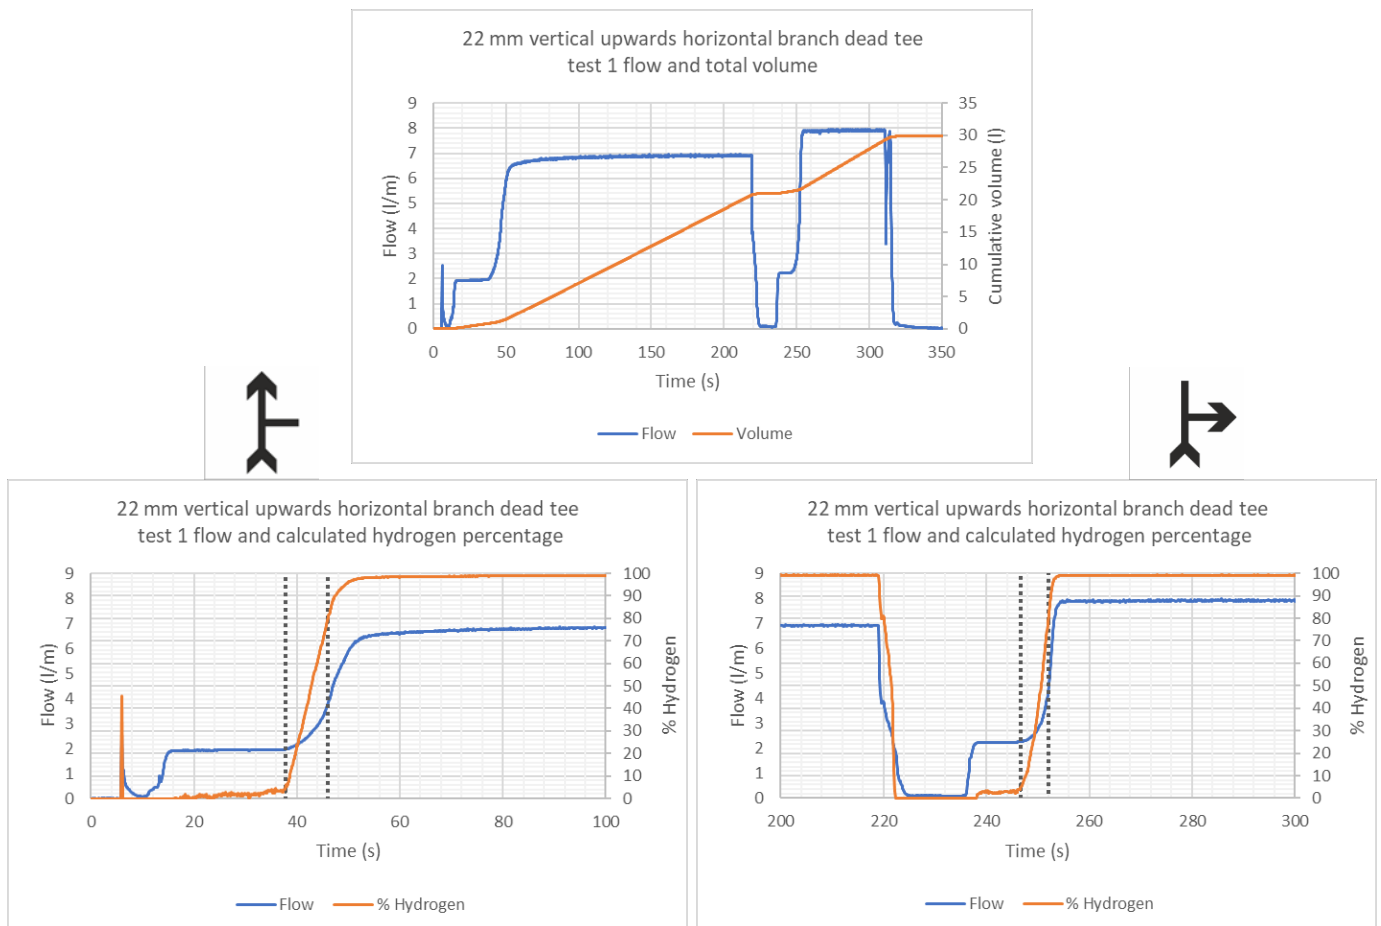 22 mm vertical upwards horizontal branch dead tee
test 1 flow and total volume
9
8
7
6
5
4
3
2
1
0
Flow (l/m)
35
30
25
20
15
10
5
0
Cumulative volume (l)
0 50 100 150 200 250 300 350
Time (s)
Flow Volume
22 mm vertical upwards horizontal branch dead tee
test 1 flow and calculated hydrogen percentage
9
8
7
6
5
4
3
2
1
0
Flow (l/m)
100
90
80
70
60
50
40
30
20
10
0
% Hydrogen
0 20 40 60 80 100
Time (s)
Flow % Hydrogen
22 mm vertical upwards horizontal branch dead tee
test 1 flow and calculated hydrogen percentage
9
8
7
6
5
4
3
2
1
0
Flow (l/m)
100
90
80
70
60
50
40
30
20
10
0
% Hydrogen
200 220 240 260 280 300
Time (s)
Flow % Hydrogen